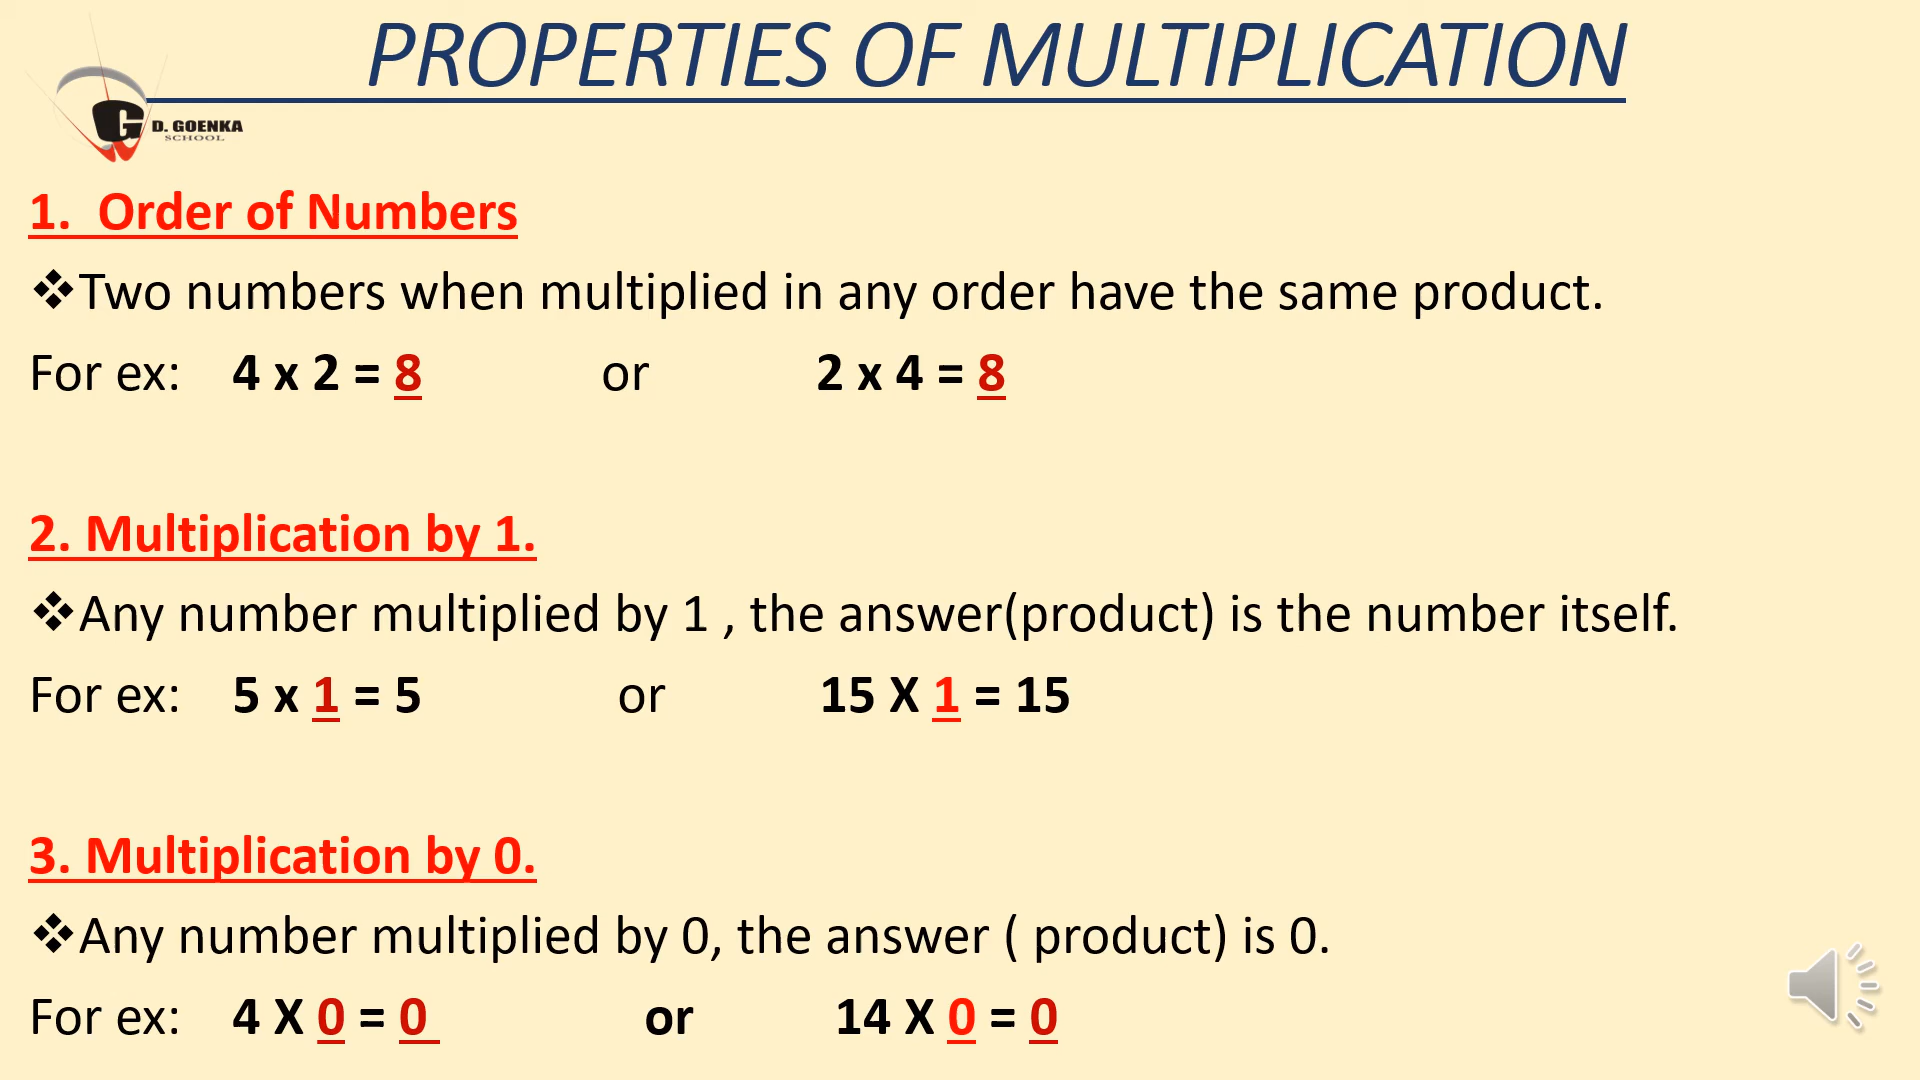 PROPERTIES OF MULTIPLICATION
G D. GOENKA
SCHOOL
1. Order of Numbers
❖Two numbers when multiplied in any order have the same product.
For ex: 4 x 2 = 8 or 2 x 4 = 8
2. Multiplication by 1.
❖Any number multiplied by 1 , the answer(product) is the number itself.
For ex: 5 x 1 = 5 or 15 X 1 = 15
3. Multiplication by 0.
❖Any number multiplied by 0, the answer ( product) is 0.
For ex: 4 X 0 = 0 or 14 X 0 = 0